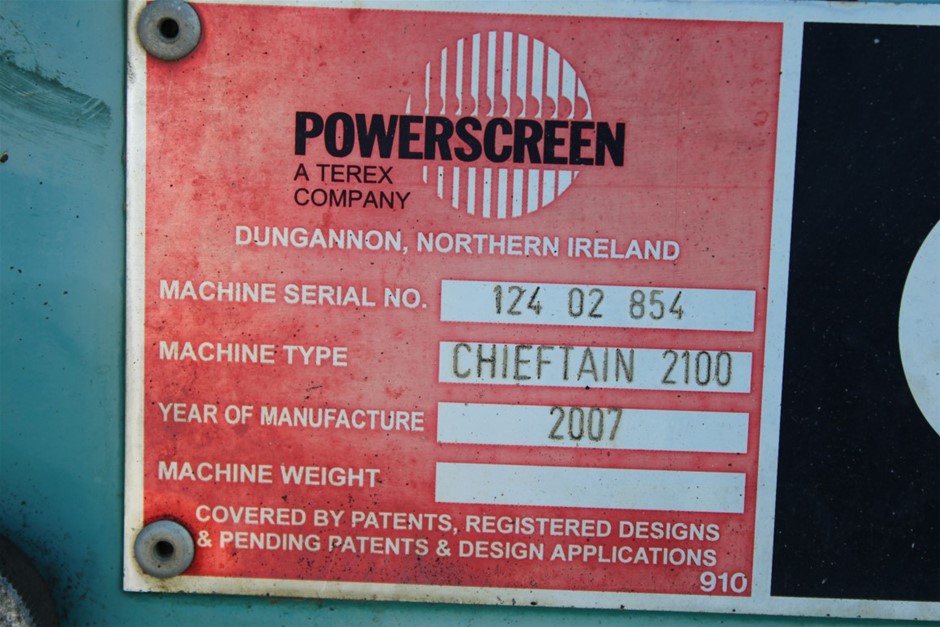 POWERSCREEN
A TEREX
COMPANY
DUNGANNON, NORTHERN IRELAND
MACHINE SERIAL NO. 124 02 854
MACHINE TYPE CHIEFTAIN 2100
YEAR OF MANUFACTURE 2007
MACHINE WEIGHT
COVERED BY PATENTS, REGISTERED DESIGNS
& PENDING PATENTS & DESIGN APPLICATIONS
910